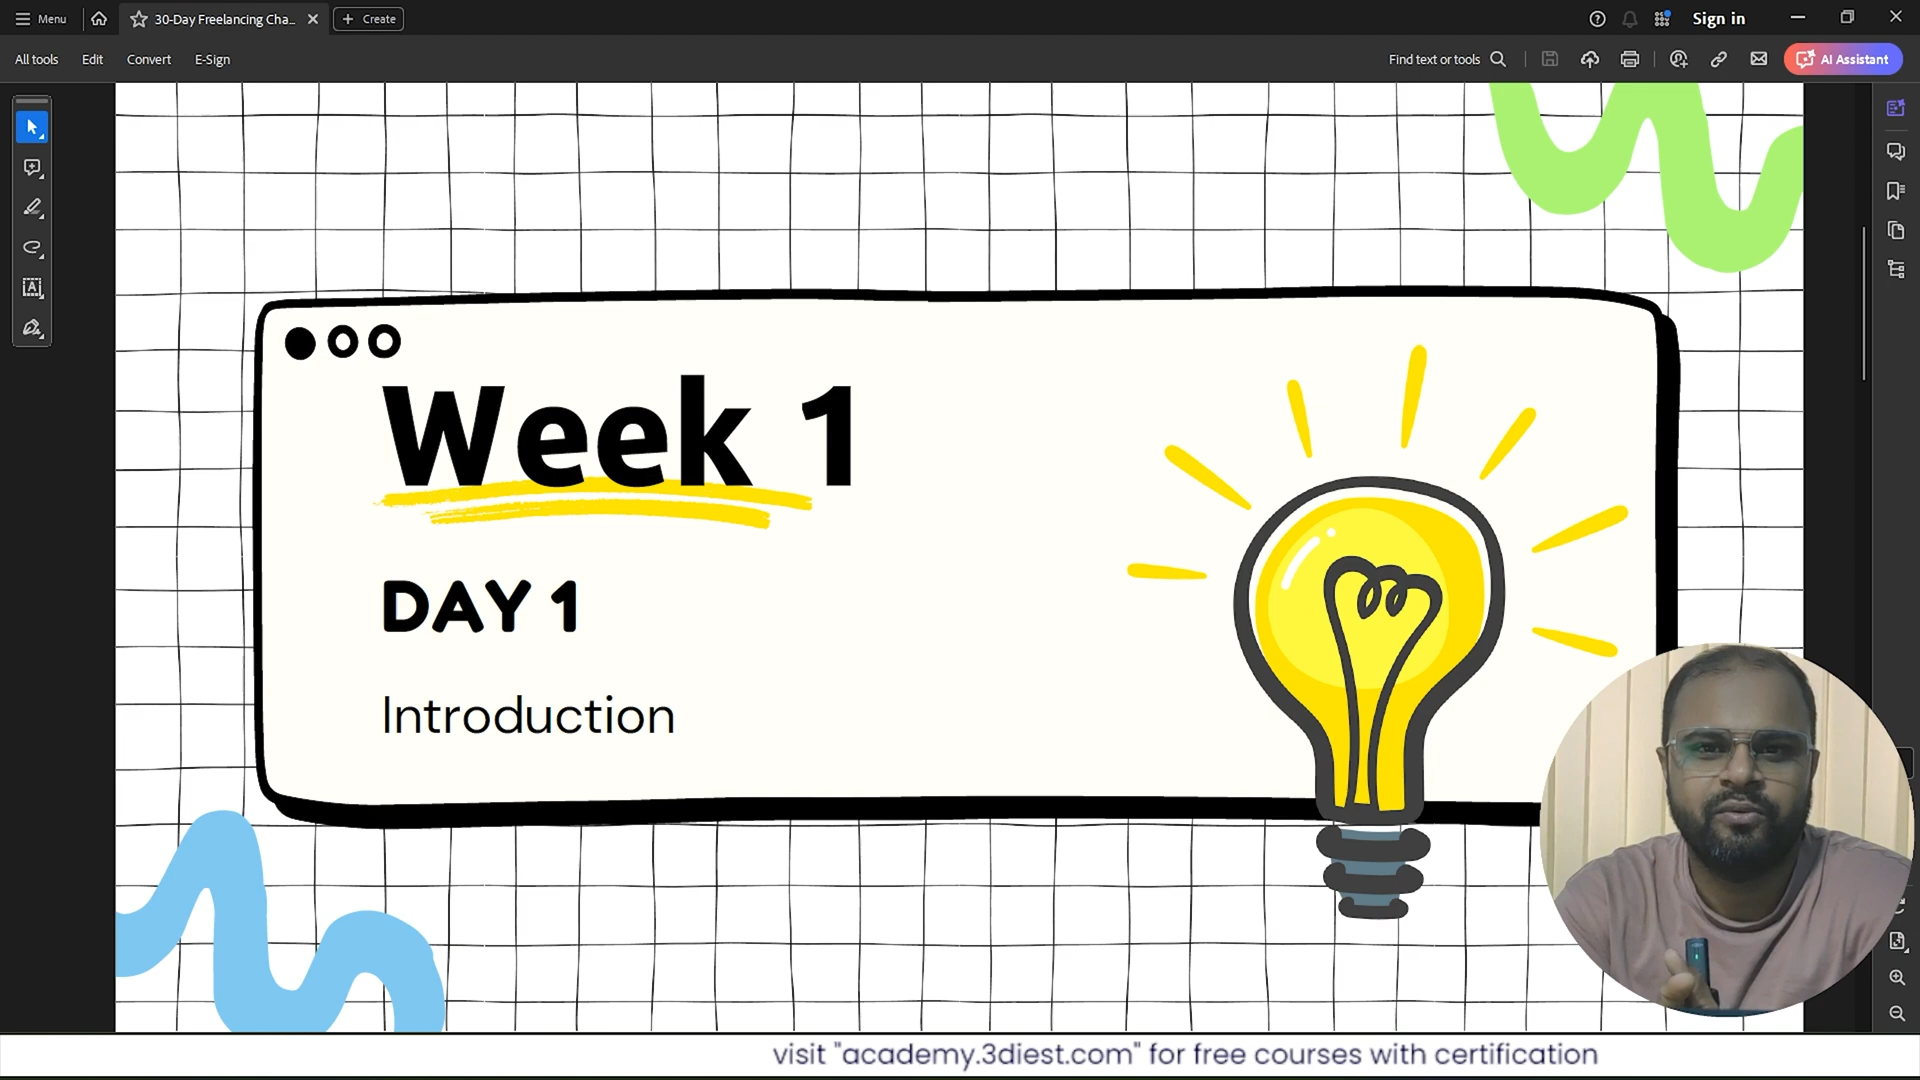 Menu
30-Day Freelancing Cha...
Create
Sign in
All tools
Edit
Convert
E-Sign
Find text or tools
AI Assistant
Week 1
DAY 1
Introduction
visit "academy.3diest.com" for free courses with certification